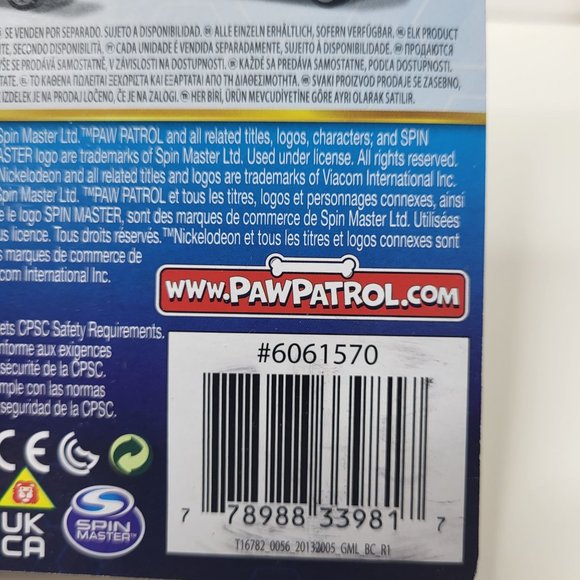 SE VENDEN POR SEPARADO. SUJETO A DISPONIBILIDAD. ALLE EINZELN ERHÄLTLICH, SOFERN VERFÜGBAR. ELK PRODUCT
NTE, SECONDO DISPONIBILITÀ. CADA UNIDADE É VENDIDA SEPARADAMENTE, SUJEITO À DISPONIBILIDADE. ПРОДАЮТСЯ
SE PRODÁVÁ SAMOSTATNĚ, V ZÁVISLOSTI NA DOSTUPNOSTI. KAŽDÉ SA PREDÁVA SAMOSTATNE, PODĽA DOSTUPNOSTI.
TATE. ΤΟ ΚΑΘΕΝΑ ΠΩΛΕΙΤΑΙ ΞΕΧΩΡΙΣΤΑ ΚΑΙ ΕΞΑΡΤΑΤΑΙ ΑΠΟ ΤΗ ΔΙΑΘΕΣΙΜΟΤΗΤΑ. SVAKI PROIZVOD PRODAJE SE ZASEBNO,
IZDELEK JE NA PRODAJ LOČENO, ČE JE NA ZALOGI. HER BİRİ, ÜRÜN MEVCUDİYETİNE GÖRE AYRI OLARAK SATILIR.
Spin Master Ltd. ™PAW PATROL and all related titles, logos, characters; and SPIN
ASTER logo are trademarks of Spin Master Ltd. Used under license. All rights reserved.
Nickelodeon and all related titles and logos are trademarks of Viacom International Inc.
Spin Master Ltd. ™PAW PATROL et tous les titres, logos et personnages connexes, ainsi
e le logo SPIN MASTER, sont des marques de commerce de Spin Master Ltd. Utilisées
us licence. Tous droits réservés. ™Nickelodeon et tous les titres et logos connexes sont
s marques de commerce de
acom International Inc.
WWW.PAWPATROL.COM
ets CPSC Safety Requirements.
onforme aux exigences
sécurité de la CPSC.
mple con las normas
seguridad de la CPSC.
#6061570
CE
UK
CA
SPIN
MASTER™
7 78988 33981 7
T16782_0056_20132005_GML_BC_R1